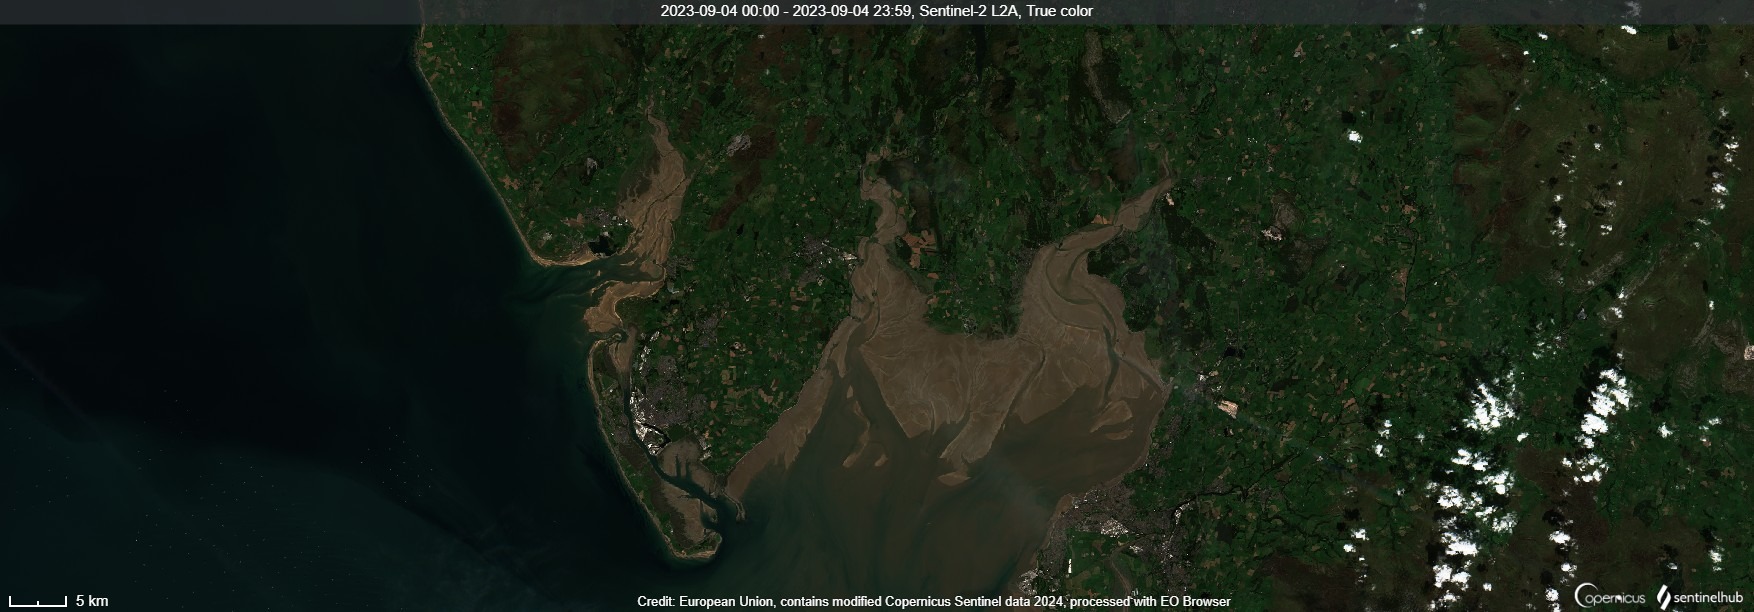 2023-09-04 00:00 - 2023-09-04 23:59, Sentinel-2 L2A, True color
5 km
Credit: European Union, contains modified Copernicus Sentinel data 2024, processed with EO Browser
opernicus
sentinelhub